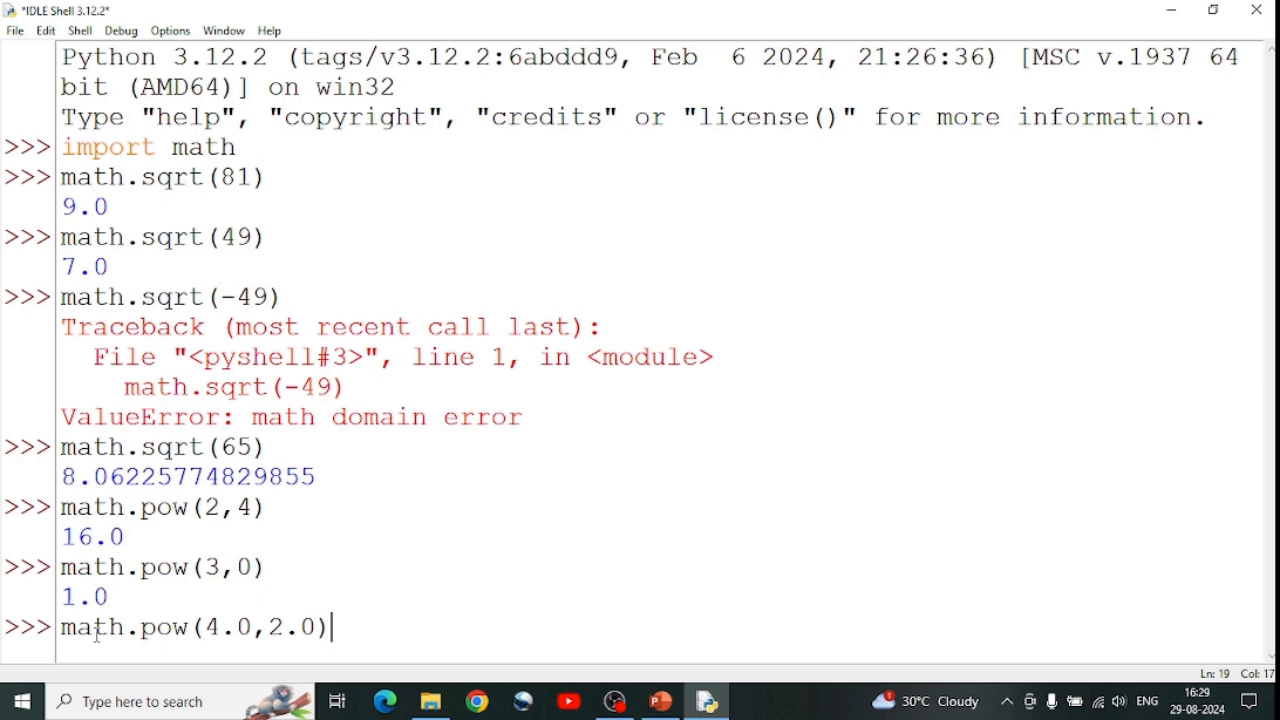 *IDLE Shell 3.12.2*
File Edit Shell Debug Options Window Help
Python 3.12.2 (tags/v3.12.2:6abddd9, Feb  6 2024, 21:26:36) [MSC v.1937 64
bit (AMD64)] on win32
Type "help", "copyright", "credits" or "license()" for more information.
>>> import math
>>> math.sqrt(81)
9.0
>>> math.sqrt(49)
7.0
>>> math.sqrt(-49)
Traceback (most recent call last):
  File "<pyshell#3>", line 1, in <module>
    math.sqrt(-49)
ValueError: math domain error
>>> math.sqrt(65)
8.06225774829855
>>> math.pow(2,4)
16.0
>>> math.pow(3,0)
1.0
>>> math.pow(4.0,2.0)
Ln: 19 Col: 17
Type here to search
1
30°C Cloudy
ENG
16:29
29-08-2024